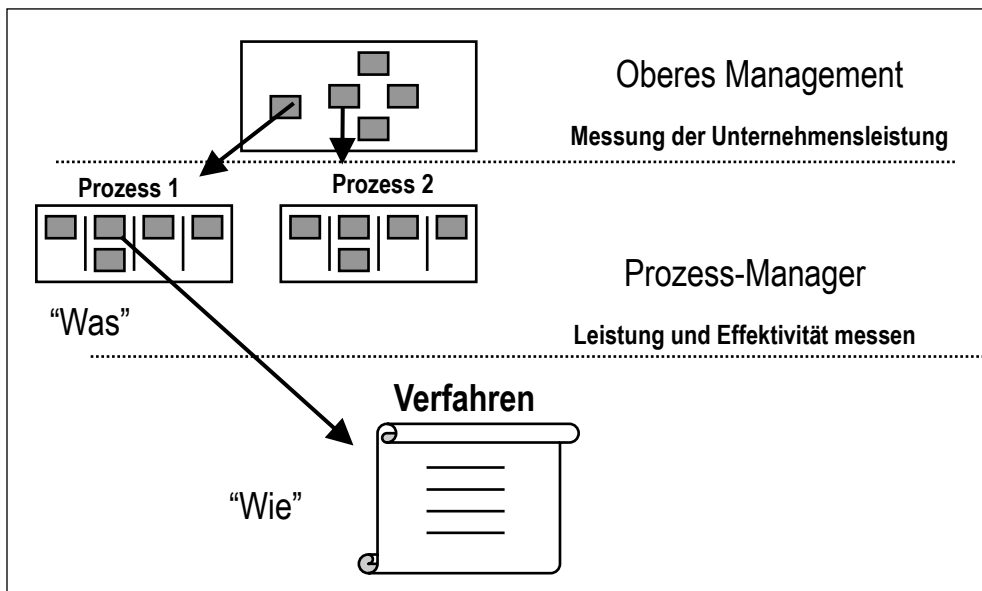 Oberes Management
Messung der Unternehmensleistung
Prozess 1
Prozess 2
Prozess-Manager
“Was”
Leistung und Effektivität messen
Verfahren
“Wie”